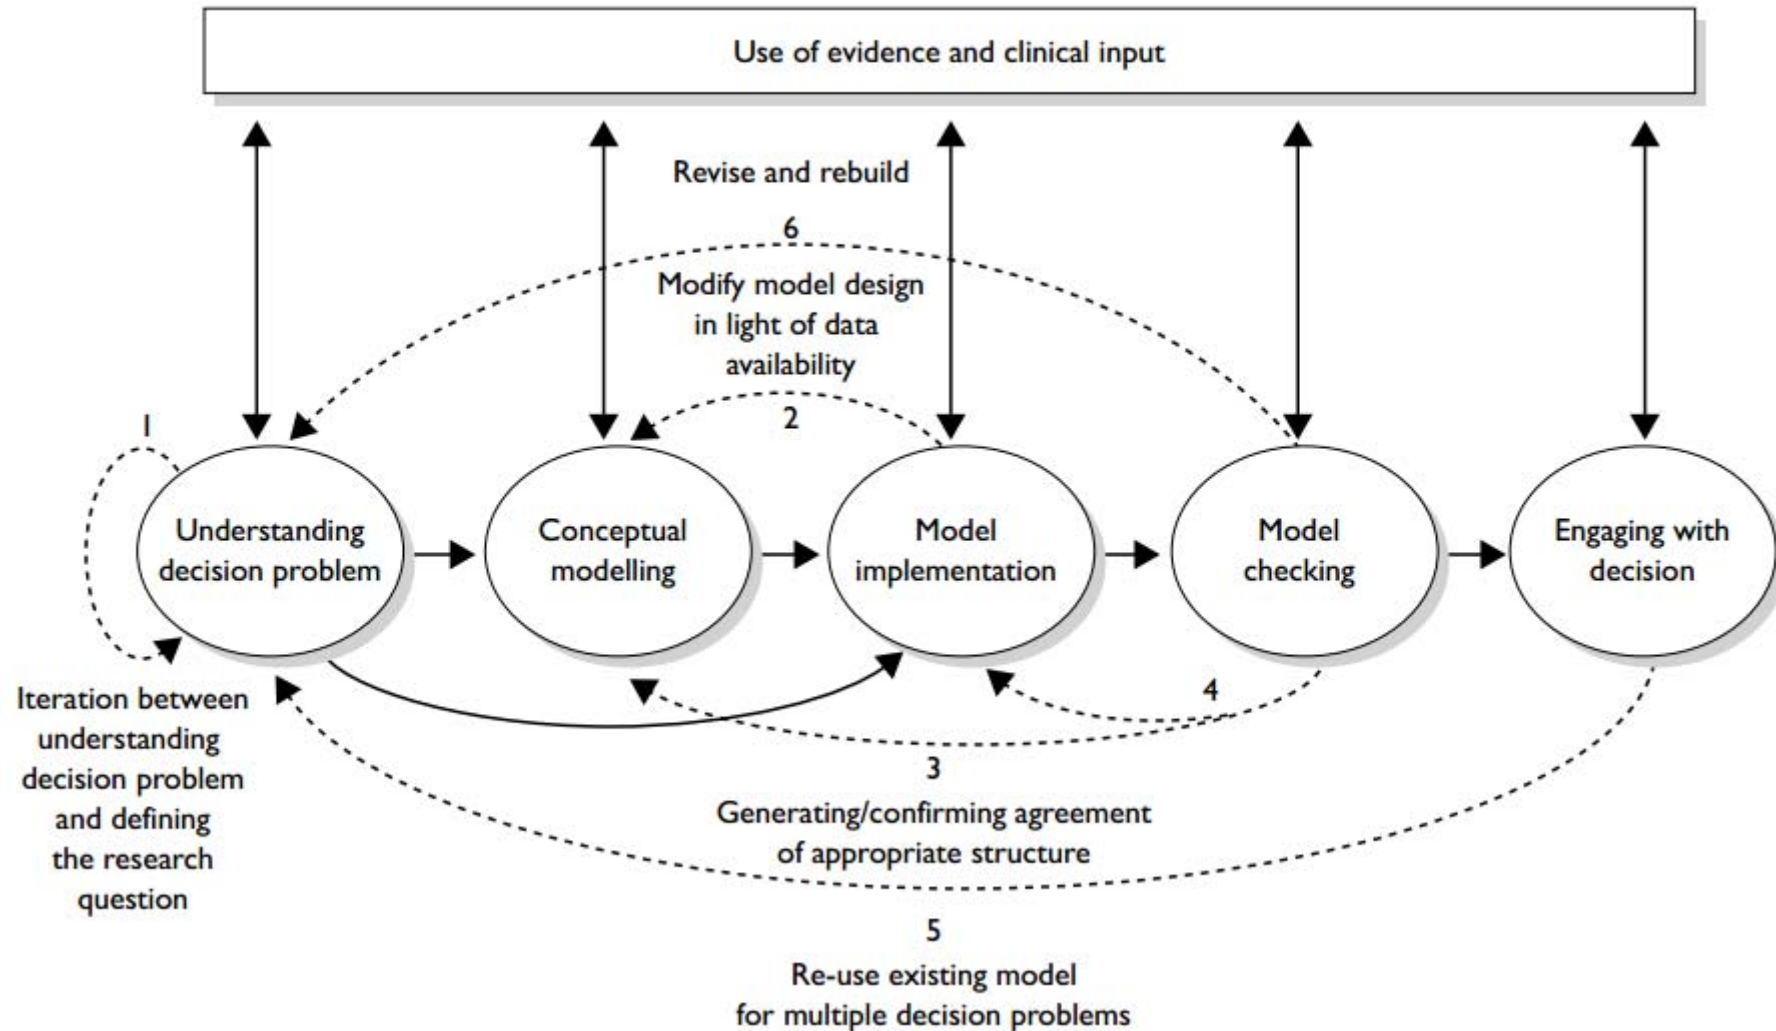 Use of evidence and clinical input
Revise and rebuild
6
Modify model design
in light of data
availability
2
1
Understanding
decision problem
Conceptual
modelling
Model
implementation
Model
checking
Engaging with
decision
4
3
Iteration between
understanding
decision problem
and defining
the research
question
Generating/confirming agreement
of appropriate structure
5
Re-use existing model
for multiple decision problems